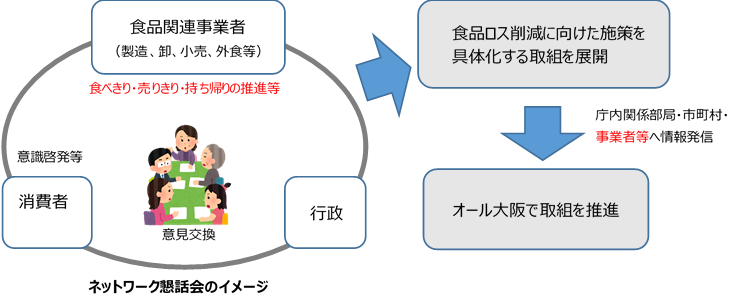 食品関連事業者
（製造、卸、小売、外食等）
食べきり・売りきり・持ち帰りの推進等
意識啓発等
消費者
意見交換
行政
ネットワーク懇話会のイメージ
食品ロス削減に向けた施策を
具体化する取組を展開
庁内関係部局・市町村・
事業者等へ情報発信
オール大阪で取組を推進